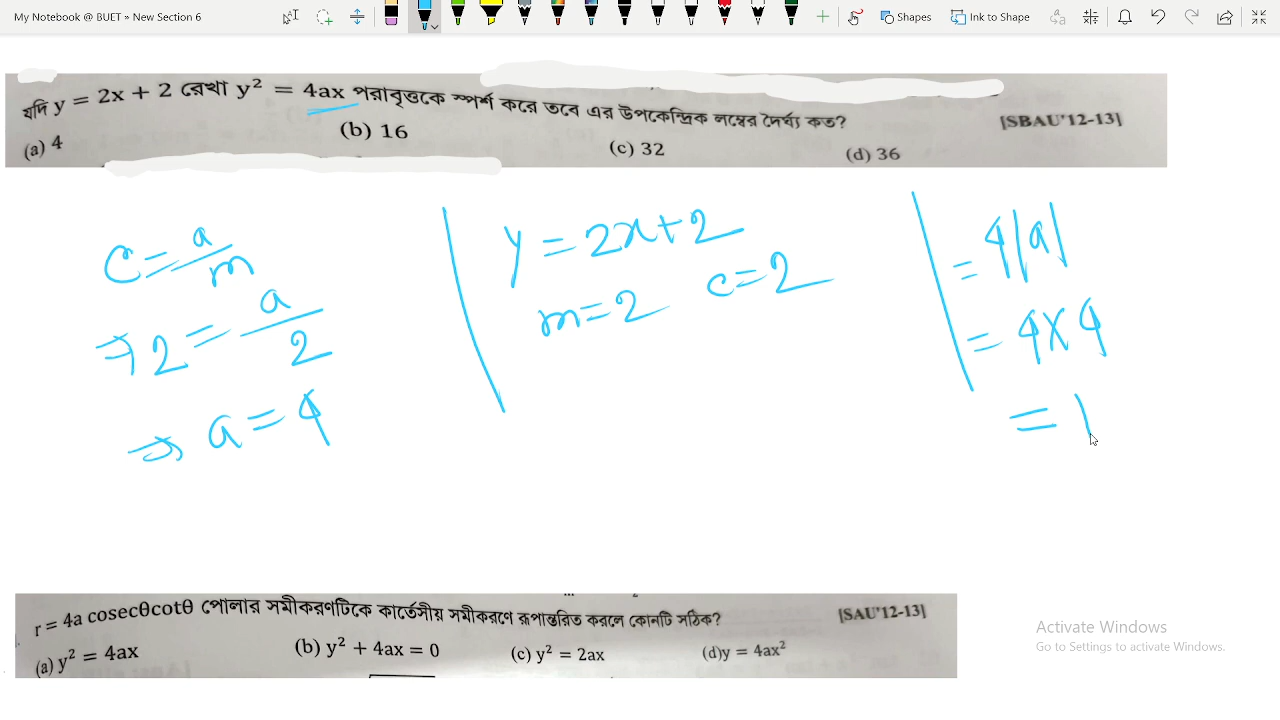 My Notebook @ BUET » New Section 6
Shapes
Ink to Shape
যদি y = 2x + 2 রেখা y² = 4ax পরাবৃত্তকে স্পর্শ করে তবে এর উপকেন্দ্রিক লম্বের দৈর্ঘ্য কত? [SBAU'12-13]
(a) 4 (b) 16 (c) 32 (d) 36
c = a/m
⇒ 2 = a/2
⇒ a = 4
y = 2x + 2
m = 2 c = 2
= 4|a|
= 4 × 4
= 1
r = 4a cosecθcotθ পোলার সমীকরণটিকে কার্তেসীয় সমীকরণে রূপান্তরিত করলে কোনটি সঠিক? [SAU'12-13]
(a) y² = 4ax (b) y² + 4ax = 0 (c) y² = 2ax (d)y = 4ax²
Activate Windows
Go to Settings to activate Windows.